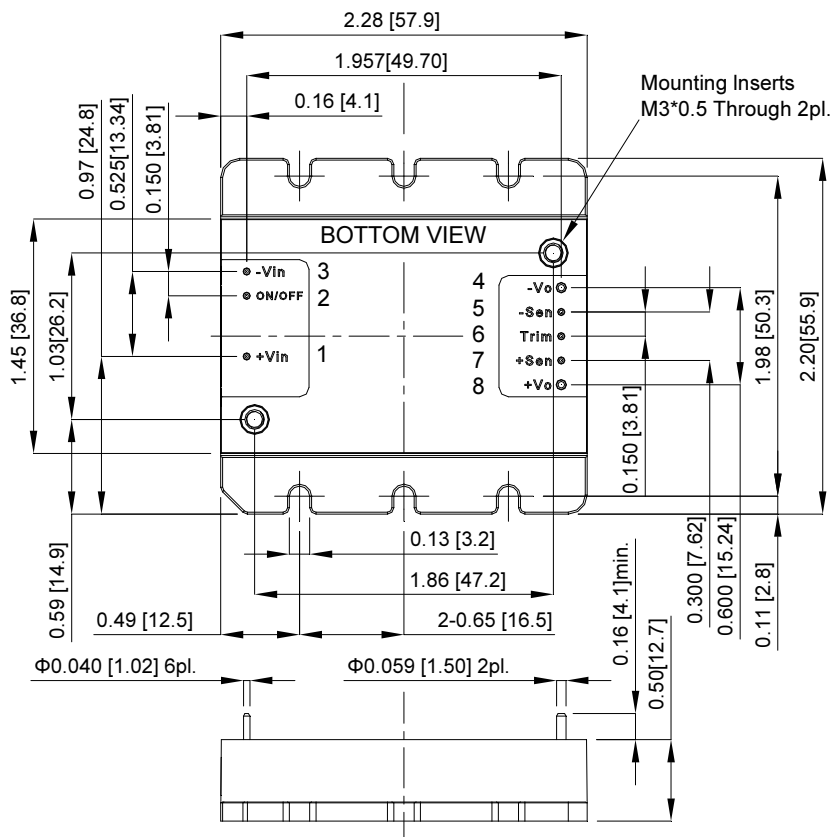 2.28 [57.9]
1.957[49.70]
Mounting Inserts
M3*0.5 Through 2pl.
0.16 [4.1]
0.97 [24.8]
0.525[13.34]
0.150 [3.81]
BOTTOM VIEW
-Vin 3
ON/OFF 2
+Vin 1
4 -Vo
5 -Sen
6 Trim
7 +Sen
8 +Vo
1.45 [36.8]
1.03[26.2]
1.98 [50.3]
2.20[55.9]
0.150 [3.81]
0.59 [14.9]
0.13 [3.2]
1.86 [47.2]
0.300 [7.62]
0.600 [15.24]
0.11 [2.8]
0.49 [12.5]
2-0.65 [16.5]
0.16 [4.1]min.
0.50[12.7]
Φ0.040 [1.02] 6pl.
Φ0.059 [1.50] 2pl.